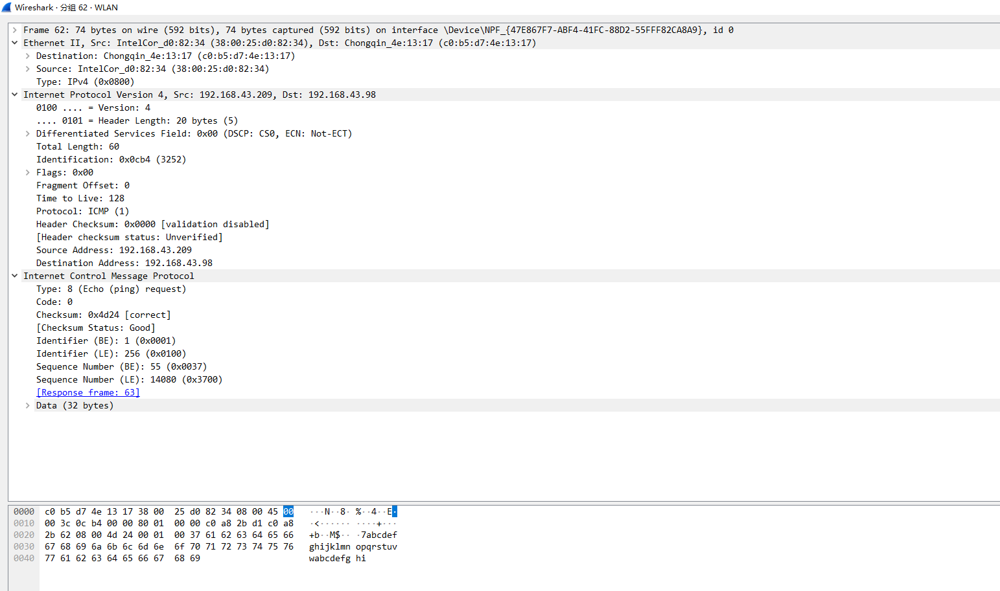 Wireshark · 分组 62 · WLAN
Frame 62: 74 bytes on wire (592 bits), 74 bytes captured (592 bits) on interface \Device\NPF_{47E867F7-ABF4-41FC-88D2-55FFF82CA8A9}, id 0
Ethernet II, Src: IntelCor_d0:82:34 (38:00:25:d0:82:34), Dst: Chongqin_4e:13:17 (c0:b5:d7:4e:13:17)
Destination: Chongqin_4e:13:17 (c0:b5:d7:4e:13:17)
Source: IntelCor_d0:82:34 (38:00:25:d0:82:34)
Type: IPv4 (0x0800)
Internet Protocol Version 4, Src: 192.168.43.209, Dst: 192.168.43.98
0100 .... = Version: 4
.... 0101 = Header Length: 20 bytes (5)
Differentiated Services Field: 0x00 (DSCP: CS0, ECN: Not-ECT)
Total Length: 60
Identification: 0x0cb4 (3252)
Flags: 0x00
Fragment Offset: 0
Time to Live: 128
Protocol: ICMP (1)
Header Checksum: 0x0000 [validation disabled]
[Header checksum status: Unverified]
Source Address: 192.168.43.209
Destination Address: 192.168.43.98
Internet Control Message Protocol
Type: 8 (Echo (ping) request)
Code: 0
Checksum: 0x4d24 [correct]
[Checksum Status: Good]
Identifier (BE): 1 (0x0001)
Identifier (LE): 256 (0x0100)
Sequence Number (BE): 55 (0x0037)
Sequence Number (LE): 14080 (0x3700)
[Response frame: 63]
Data (32 bytes)
0000 c0 b5 d7 4e 13 17 38 00 25 d0 82 34 08 00 45 00 ···N··8· %··4··E·
0010 00 3c 0c b4 00 00 80 01 00 00 c0 a8 2b d1 c0 a8 ·<······ ····+···
0020 2b 62 08 00 4d 24 00 01 00 37 61 62 63 64 65 66 +b··M$·· ·7abcdef
0030 67 68 69 6a 6b 6c 6d 6e 6f 70 71 72 73 74 75 76 ghijklmn opqrstuv
0040 77 61 62 63 64 65 66 67 68 69 wabcdefg hi